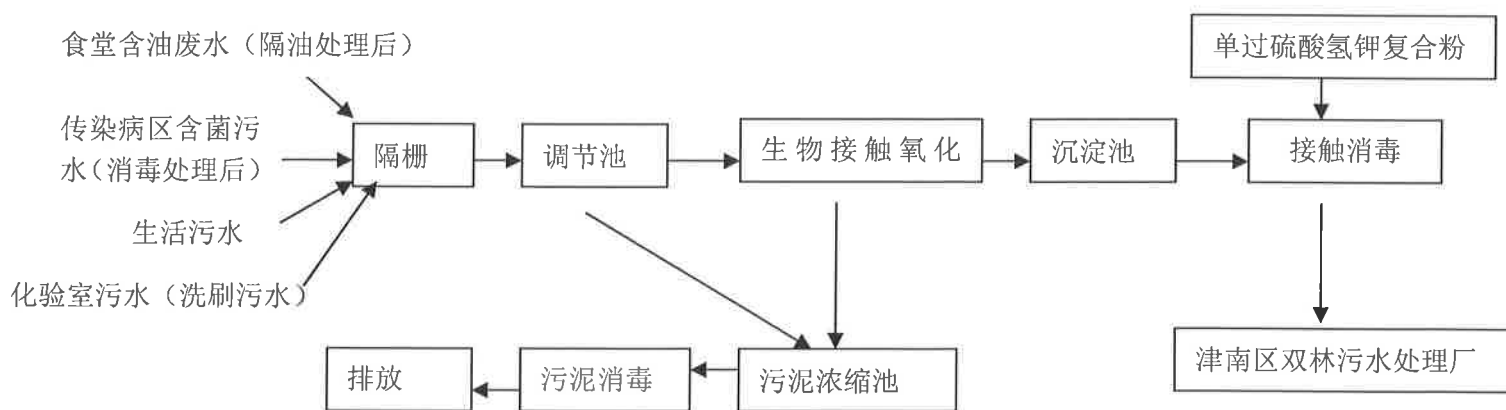 食堂含油废水（隔油处理后）
单过硫酸氢钾复合粉
传染病区含菌污
水（消毒处理后）
隔栅
调节池
生物接触氧化
沉淀池
接触消毒
生活污水
化验室污水（洗刷污水）
排放
污泥消毒
污泥浓缩池
津南区双林污水处理厂